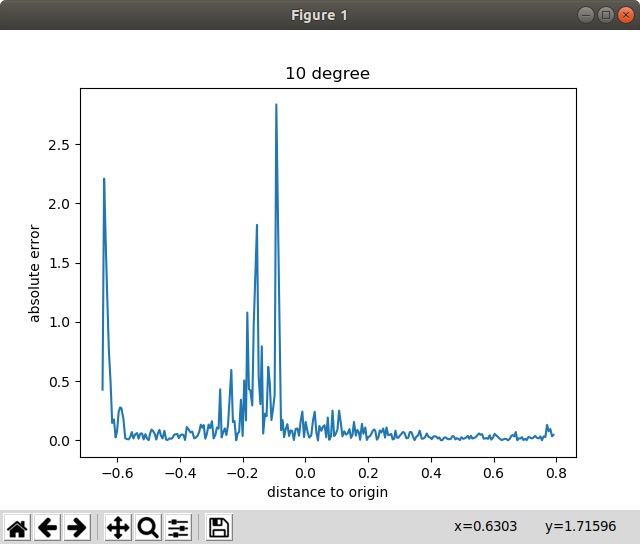 Figure 1
10 degree
absolute error
2.5
2.0
1.5
1.0
0.5
0.0
−0.6 −0.4 −0.2 0.0 0.2 0.4 0.6 0.8
distance to origin
x=0.6303 y=1.71596